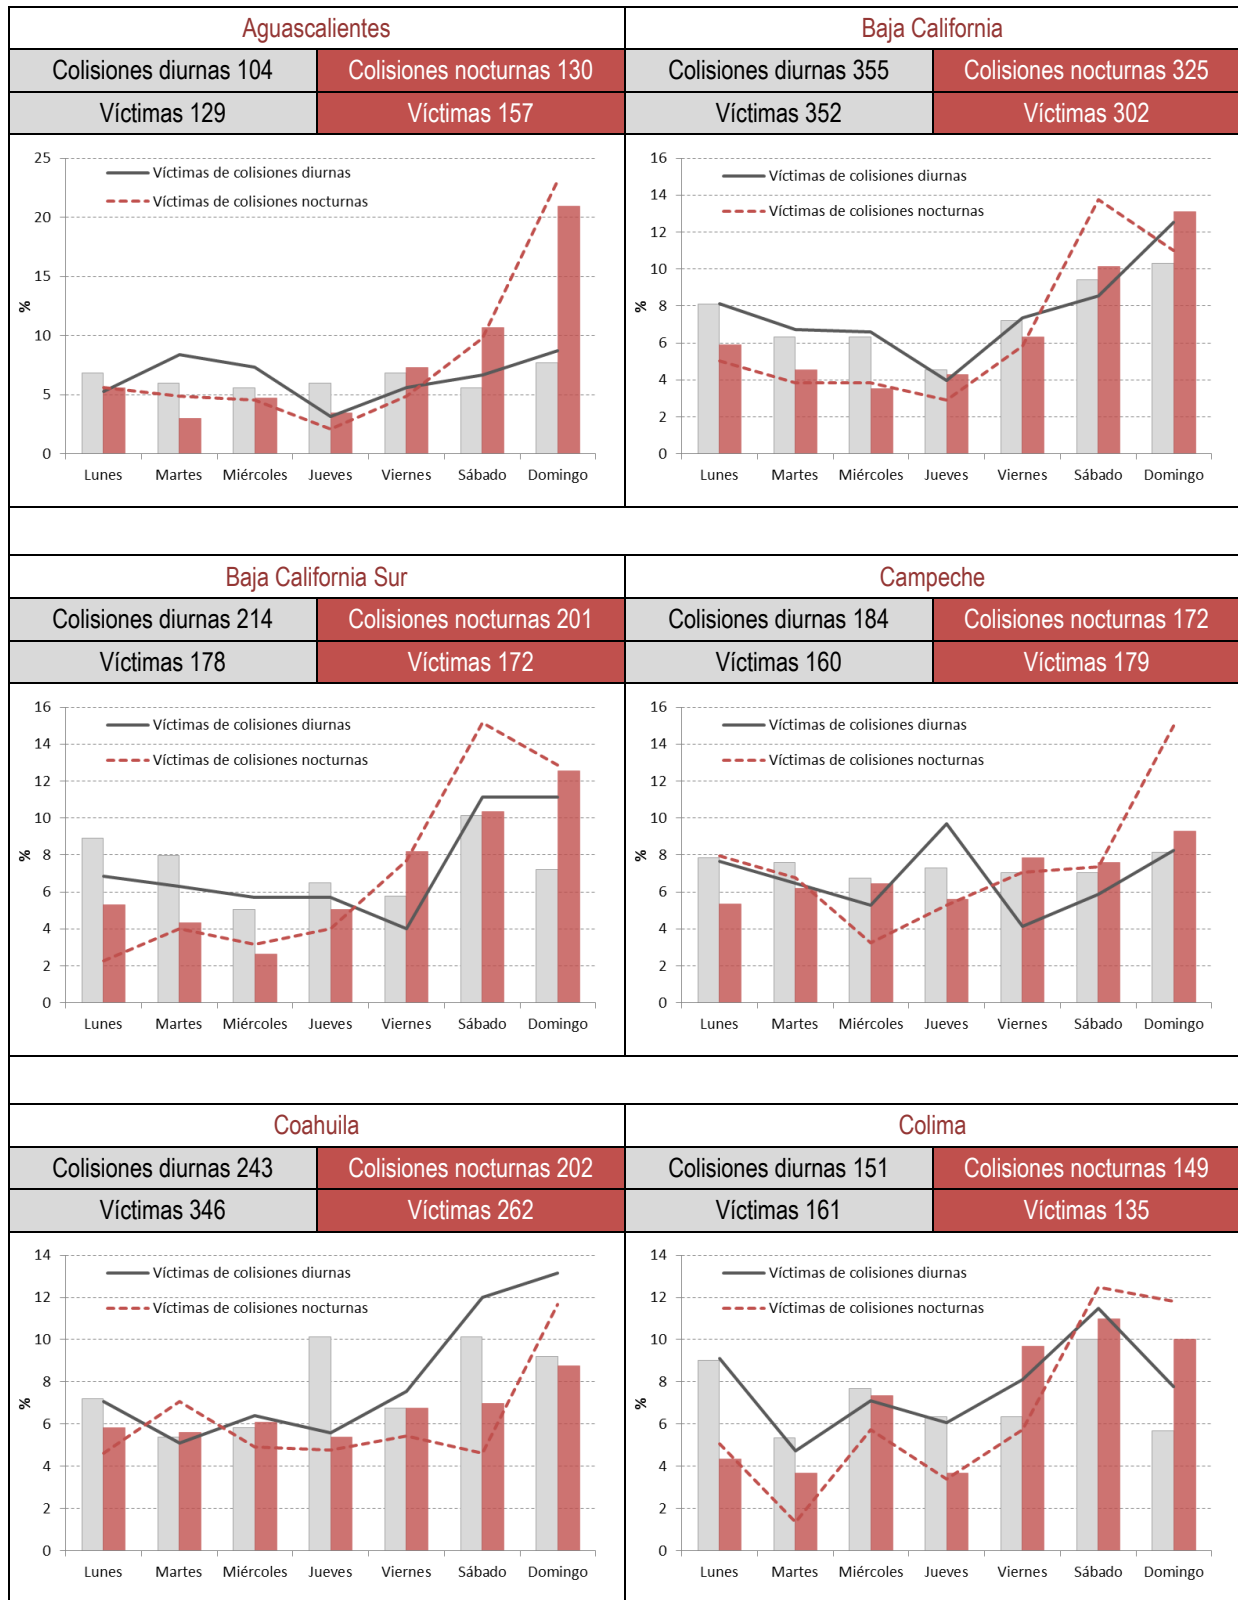 Aguascalientes
Baja California
Colisiones diurnas 104
Colisiones nocturnas 130
Colisiones diurnas 355
Colisiones nocturnas 325
Víctimas 129
Víctimas 157
Víctimas 352
Víctimas 302
25
20
15
10
5
0
%
Víctimas de colisiones diurnas
Víctimas de colisiones nocturnas
Lunes Martes Miércoles Jueves Viernes Sábado Domingo
16
14
12
10
8
6
4
2
0
%
Víctimas de colisiones diurnas
Víctimas de colisiones nocturnas
Lunes Martes Miércoles Jueves Viernes Sábado Domingo
Baja California Sur
Campeche
Colisiones diurnas 214
Colisiones nocturnas 201
Colisiones diurnas 184
Colisiones nocturnas 172
Víctimas 178
Víctimas 172
Víctimas 160
Víctimas 179
16
14
12
10
8
6
4
2
0
%
Víctimas de colisiones diurnas
Víctimas de colisiones nocturnas
Lunes Martes Miércoles Jueves Viernes Sábado Domingo
16
14
12
10
8
6
4
2
0
%
Víctimas de colisiones diurnas
Víctimas de colisiones nocturnas
Lunes Martes Miércoles Jueves Viernes Sábado Domingo
Coahuila
Colima
Colisiones diurnas 243
Colisiones nocturnas 202
Colisiones diurnas 151
Colisiones nocturnas 149
Víctimas 346
Víctimas 262
Víctimas 161
Víctimas 135
14
12
10
8
6
4
2
0
%
Víctimas de colisiones diurnas
Víctimas de colisiones nocturnas
Lunes Martes Miércoles Jueves Viernes Sábado Domingo
14
12
10
8
6
4
2
0
%
Víctimas de colisiones diurnas
Víctimas de colisiones nocturnas
Lunes Martes Miércoles Jueves Viernes Sábado Domingo